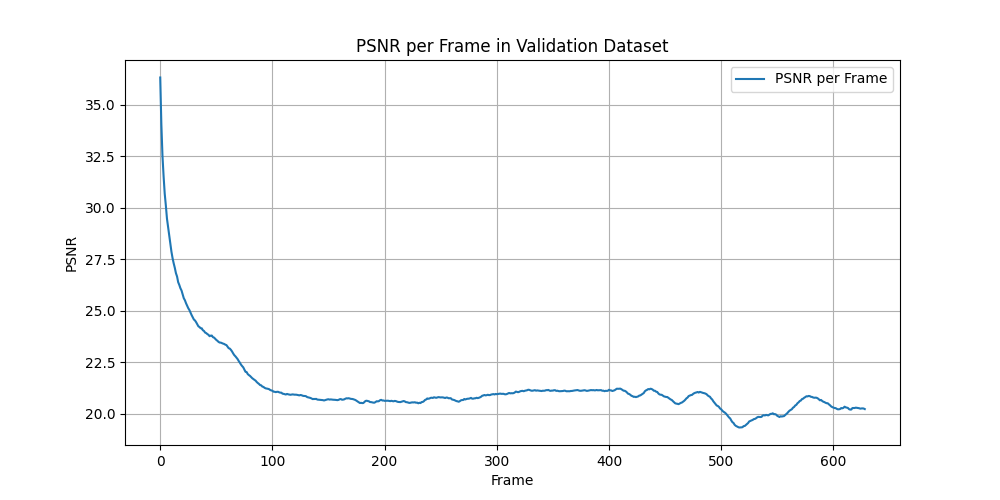 PSNR per Frame in Validation Dataset
PSNR per Frame
PSNR
35.0
32.5
30.0
27.5
25.0
22.5
20.0
0 100 200 300 400 500 600
Frame